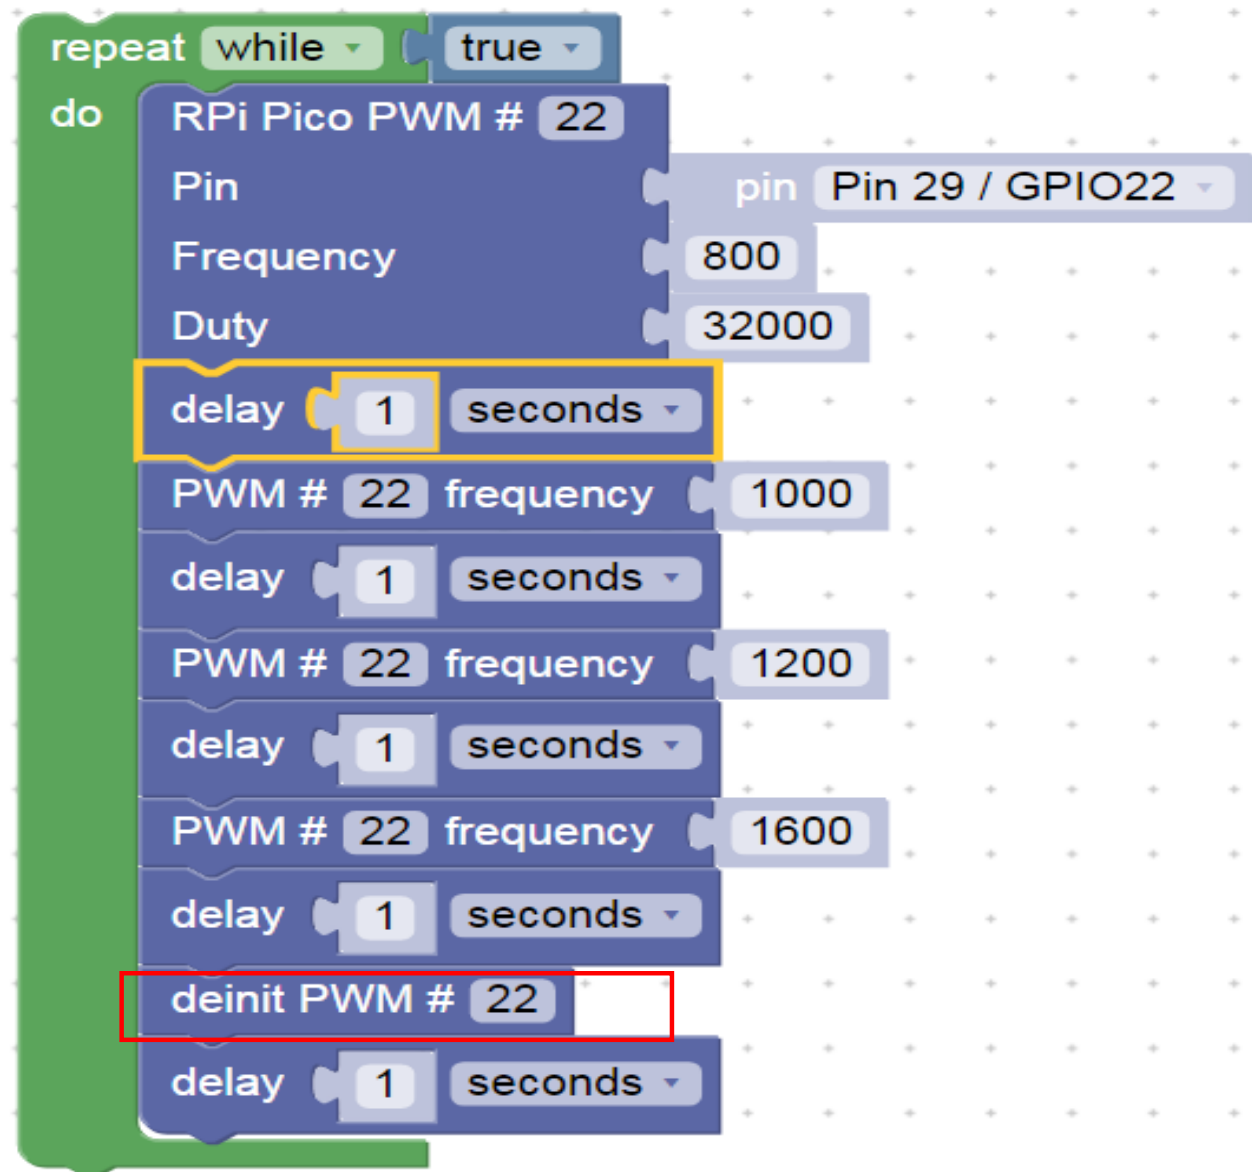 repeat while true
do RPi Pico PWM # 22
Pin pin Pin 29 / GPIO22
Frequency 800
Duty 32000
delay 1 seconds
PWM # 22 frequency 1000
delay 1 seconds
PWM # 22 frequency 1200
delay 1 seconds
PWM # 22 frequency 1600
delay 1 seconds
deinit PWM # 22
delay 1 seconds